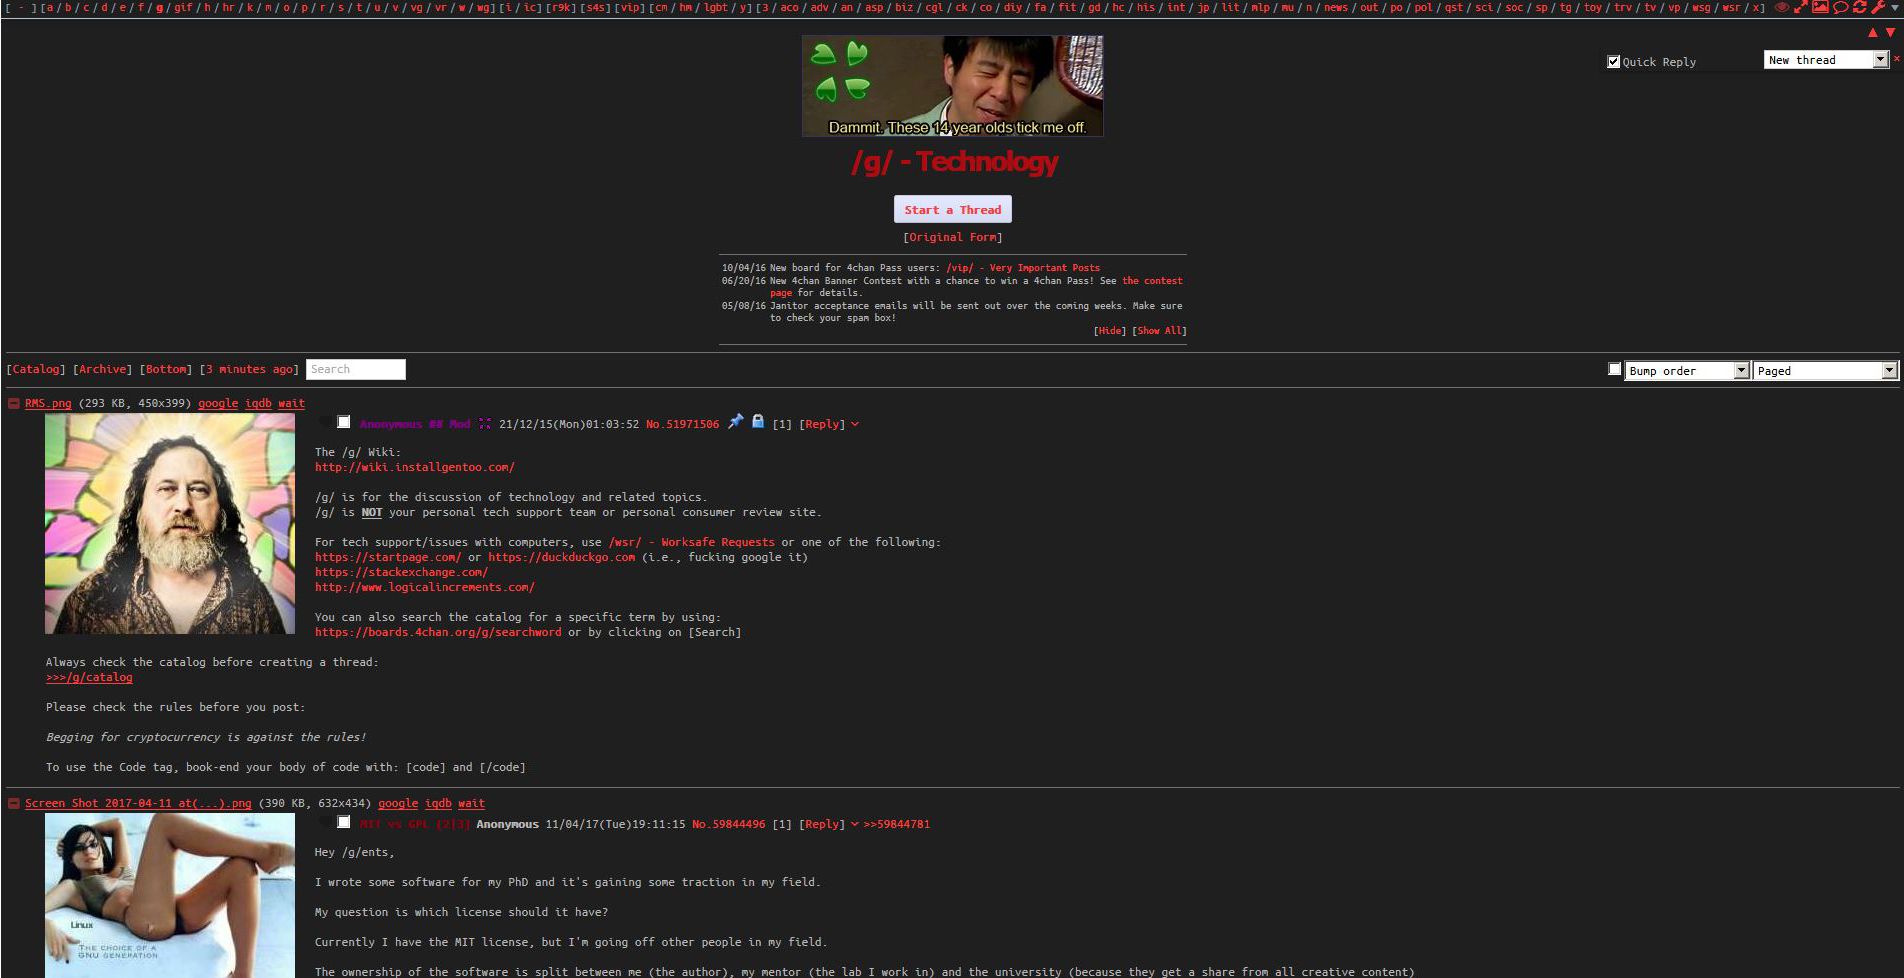 [ - ] [a / b / c / d / e / f / g / gif / h / hr / k / m / o / p / r / s / t / u / v / vg / vr / w / wg] [i / ic] [r9k] [s4s] [vip] [cm / hm / lgbt / y] [3 / aco / adv / an / asp / biz / cgl / ck / co / diy / fa / fit / gd / hc / his / int / jp / lit / mlp / mu / n / news / out / po / pol / qst / sci / soc / sp / tg / toy / trv / tv / vp / wsg / wsr / x]
Quick Reply
New thread
Dammit. These 14 year olds tick me off.
/g/ - Technology
Start a Thread
[Original Form]
10/04/16 New board for 4chan Pass users: /vip/ - Very Important Posts
06/20/16 New 4chan Banner Contest with a chance to win a 4chan Pass! See the contest
page for details.
05/08/16 Janitor acceptance emails will be sent out over the coming weeks. Make sure
to check your spam box!
[Hide] [Show All]
[Catalog] [Archive] [Bottom] [3 minutes ago] Search
Bump order Paged
RMS.png (293 KB, 450x399) google iqdb wait
Anonymous ## Mod 21/12/15(Mon)01:03:52 No.51971506 [1] [Reply]
The /g/ Wiki:
http://wiki.installgentoo.com/
/g/ is for the discussion of technology and related topics.
/g/ is NOT your personal tech support team or personal consumer review site.
For tech support/issues with computers, use /wsr/ - Worksafe Requests or one of the following:
https://startpage.com/ or https://duckduckgo.com (i.e., fucking google it)
https://stackexchange.com/
http://www.logicalincrements.com/
You can also search the catalog for a specific term by using:
https://boards.4chan.org/g/searchword or by clicking on [Search]
Always check the catalog before creating a thread:
>>>/g/catalog
Please check the rules before you post:
Begging for cryptocurrency is against the rules!
To use the Code tag, book-end your body of code with: [code] and [/code]
Screen Shot 2017-04-11 at(...).png (390 KB, 632x434) google iqdb wait
MIT vs GPL [2|3] Anonymous 11/04/17(Tue)19:11:15 No.59844496 [1] [Reply] >>59844781
Hey /g/ents,
I wrote some software for my PhD and it's gaining some traction in my field.
My question is which license should it have?
Linux
THE CHOICE OF A
GNU GENERATION
Currently I have the MIT license, but I'm going off other people in my field.
The ownership of the software is split between me (the author), my mentor (the lab I work in) and the university (because they get a share from all creative content)